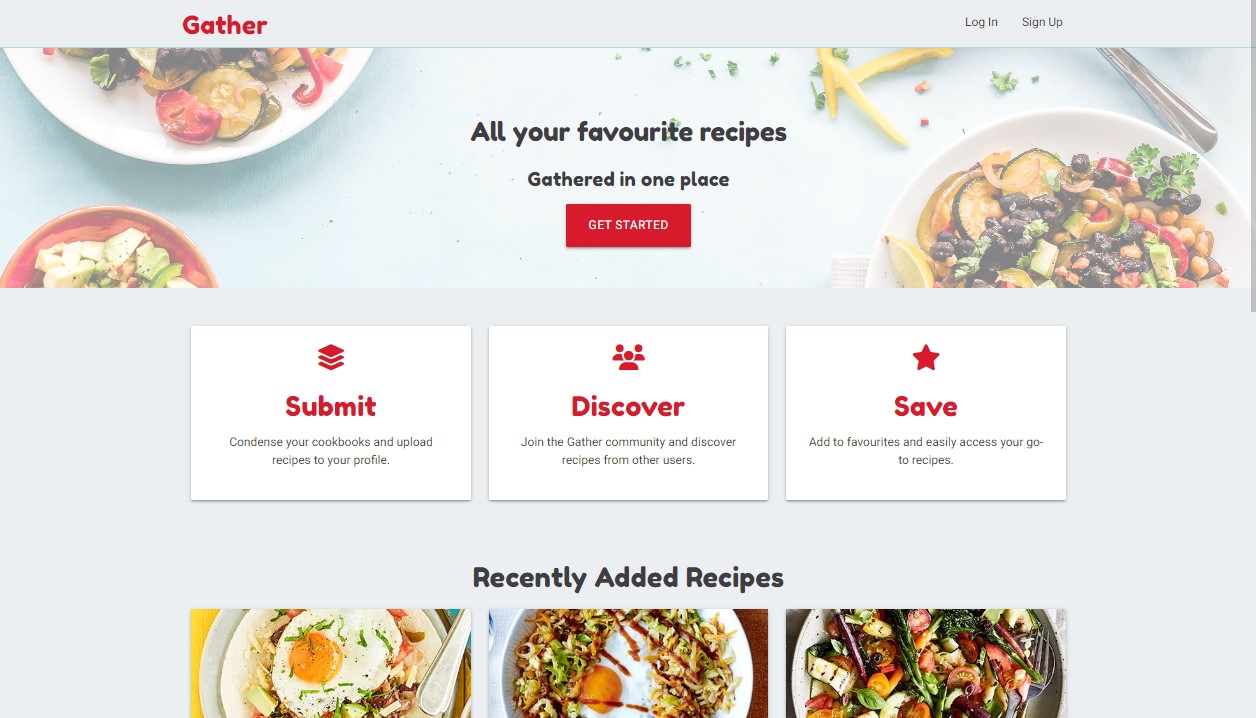 Gather
Log In
Sign Up
All your favourite recipes
Gathered in one place
GET STARTED
Submit
Condense your cookbooks and upload
recipes to your profile.
Discover
Join the Gather community and discover
recipes from other users.
Save
Add to favourites and easily access your go-
to recipes.
Recently Added Recipes